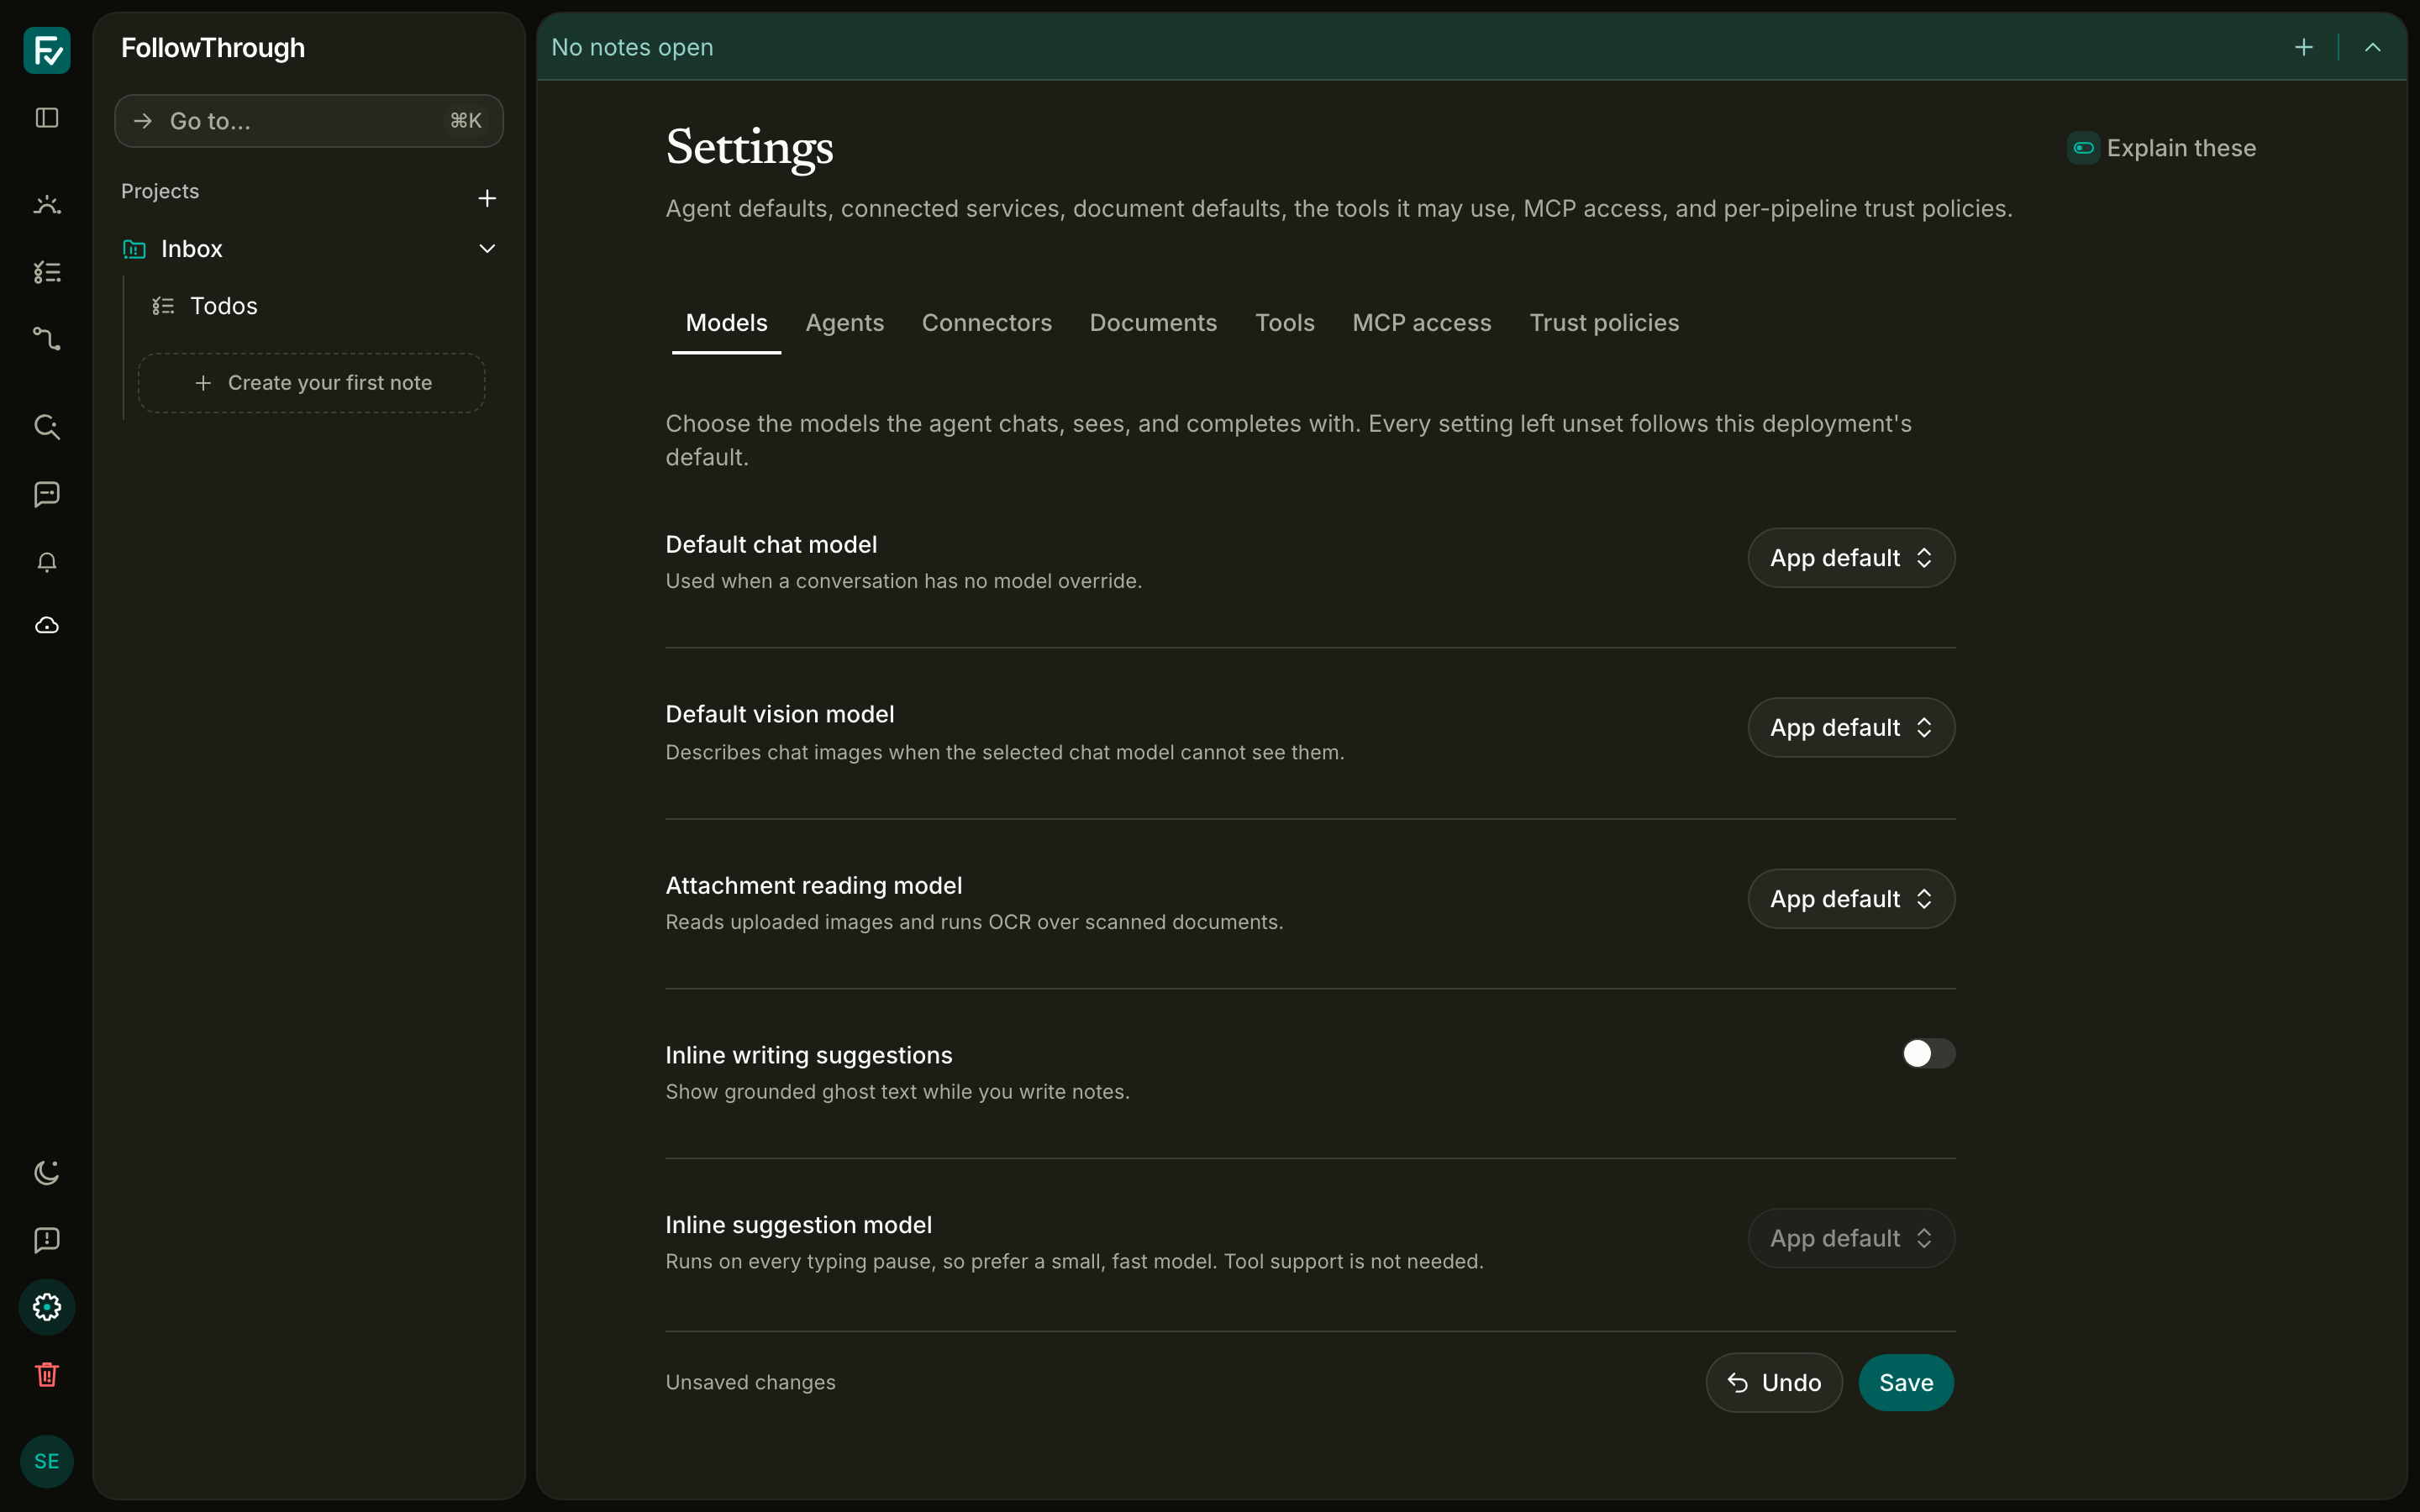 FollowThrough
Go to...
⌘K
Projects
Inbox
Todos
Create your first note
SE
No notes open
Settings
Explain these
Agent defaults, connected services, document defaults, the tools it may use, MCP access, and per-pipeline trust policies.
Models
Agents
Connectors
Documents
Tools
MCP access
Trust policies
Choose the models the agent chats, sees, and completes with. Every setting left unset follows this deployment's
default.
Default chat model
App default
Used when a conversation has no model override.
Default vision model
App default
Describes chat images when the selected chat model cannot see them.
Attachment reading model
App default
Reads uploaded images and runs OCR over scanned documents.
Inline writing suggestions
Show grounded ghost text while you write notes.
Inline suggestion model
App default
Runs on every typing pause, so prefer a small, fast model. Tool support is not needed.
Unsaved changes
Undo
Save